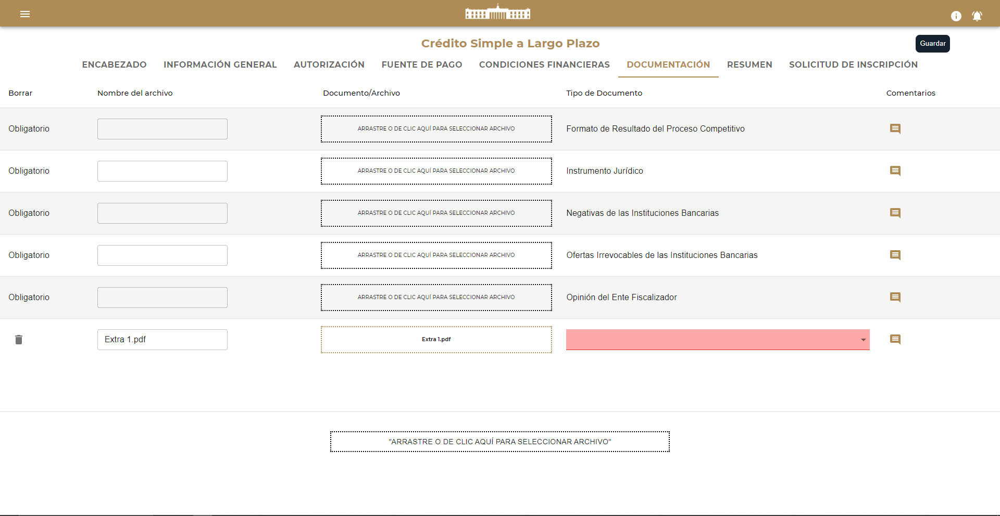 Crédito Simple a Largo Plazo
Guardar
ENCABEZADO INFORMACIÓN GENERAL AUTORIZACIÓN FUENTE DE PAGO CONDICIONES FINANCIERAS DOCUMENTACIÓN RESUMEN SOLICITUD DE INSCRIPCIÓN
Borrar Nombre del archivo Documento/Archivo Tipo de Documento Comentarios
Obligatorio ARRASTRE O DE CLIC AQUÍ PARA SELECCIONAR ARCHIVO Formato de Resultado del Proceso Competitivo
Obligatorio ARRASTRE O DE CLIC AQUÍ PARA SELECCIONAR ARCHIVO Instrumento Jurídico
Obligatorio ARRASTRE O DE CLIC AQUÍ PARA SELECCIONAR ARCHIVO Negativas de las Instituciones Bancarias
Obligatorio ARRASTRE O DE CLIC AQUÍ PARA SELECCIONAR ARCHIVO Ofertas Irrevocables de las Instituciones Bancarias
Obligatorio ARRASTRE O DE CLIC AQUÍ PARA SELECCIONAR ARCHIVO Opinión del Ente Fiscalizador
Extra 1.pdf Extra 1.pdf
"ARRASTRE O DE CLIC AQUÍ PARA SELECCIONAR ARCHIVO"